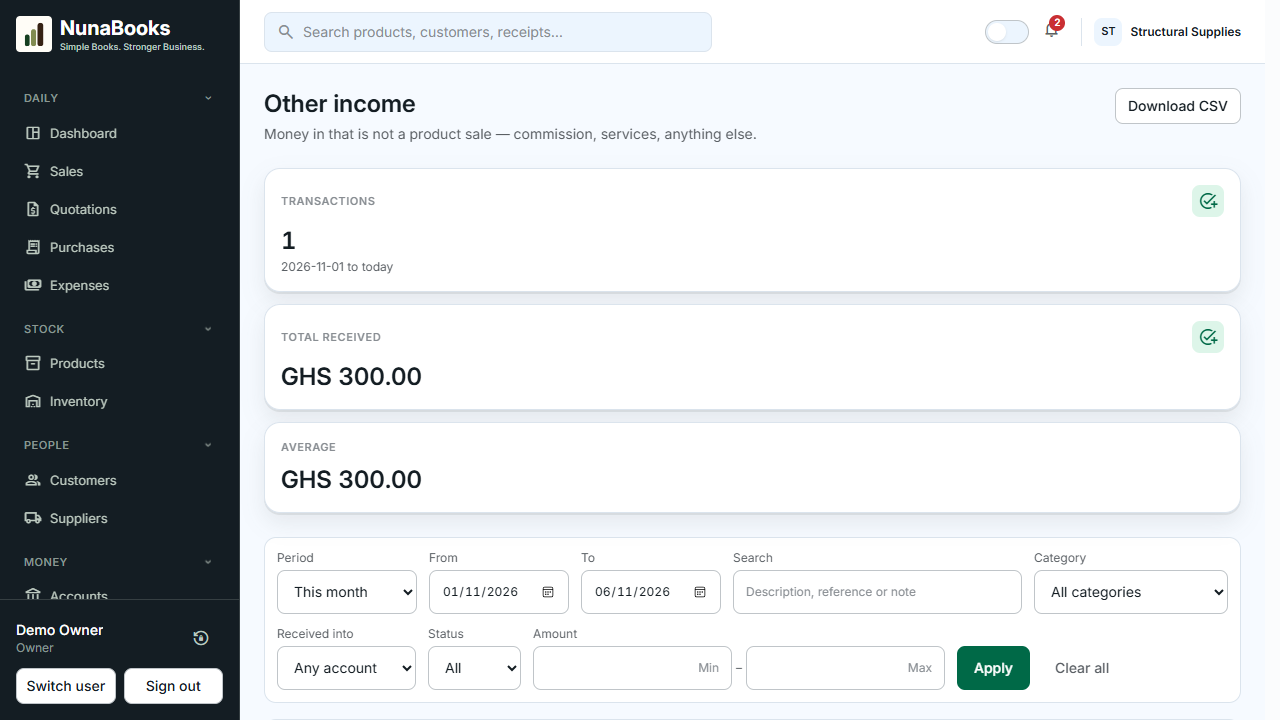 NunaBooks
Simple Books. Stronger Business.
DAILY
Dashboard
Sales
Quotations
Purchases
Expenses
STOCK
Products
Inventory
PEOPLE
Customers
Suppliers
MONEY
Accounts
Demo Owner
Owner
Switch user
Sign out
Search products, customers, receipts...
2
ST
Structural Supplies
Other income
Download CSV
Money in that is not a product sale — commission, services, anything else.
TRANSACTIONS
1
2026-11-01 to today
TOTAL RECEIVED
GHS 300.00
AVERAGE
GHS 300.00
Period
From
To
Search
Category
This month
01/11/2026
06/11/2026
Description, reference or note
All categories
Received into
Status
Amount
Any account
All
Min
–
Max
Apply
Clear all